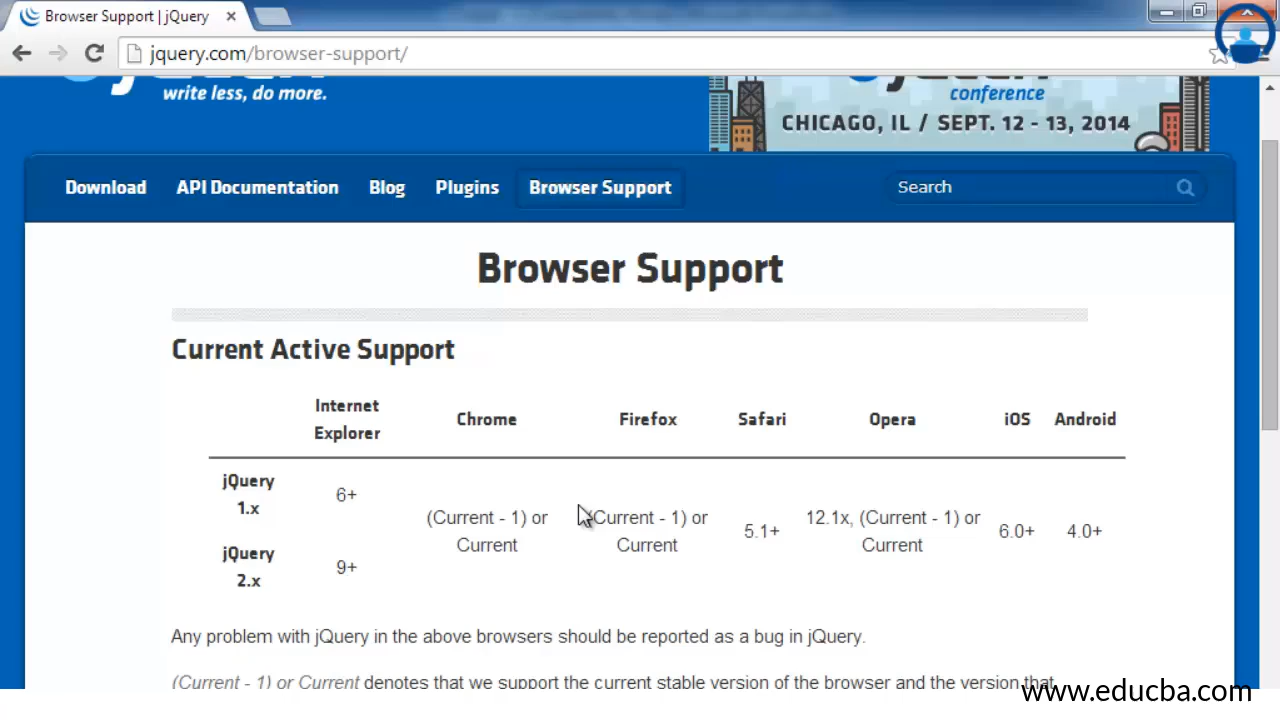 Browser Support | jQuery
jquery.com/browser-support/
write less, do more.
conference
CHICAGO, IL / SEPT. 12 - 13, 2014
Download API Documentation Blog Plugins Browser Support Search
Browser Support
Current Active Support
Internet
Explorer Chrome Firefox Safari Opera iOS Android
jQuery
1.x 6+
(Current - 1) or (Current - 1) or 12.1x, (Current - 1) or
Current Current 5.1+ Current 6.0+ 4.0+
jQuery
2.x 9+
Any problem with jQuery in the above browsers should be reported as a bug in jQuery.
(Current - 1) or Current denotes that we support the current stable version of the browser and the version that
www.educba.com